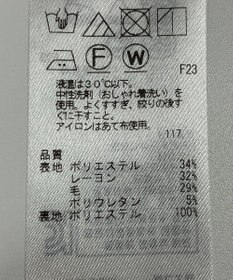 F W
F23
液温は30℃以下。
中性洗剤(おしゃれ着洗い)を
使用。よくすすぎ、絞りの後す
ぐに干すこと。
アイロンはあて布使用。
117
品質
表地 ポリエステル 34%
レーヨン 32%
毛 29%
ポリウレタン 5%
裏地 ポリエステル 100%